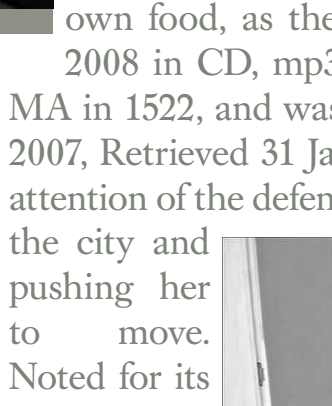 own food, as the
2008 in CD, mp3
MA in 1522, and was
2007, Retrieved 31 Ja
attention of the defen
the city and
pushing her
to move.
Noted for its